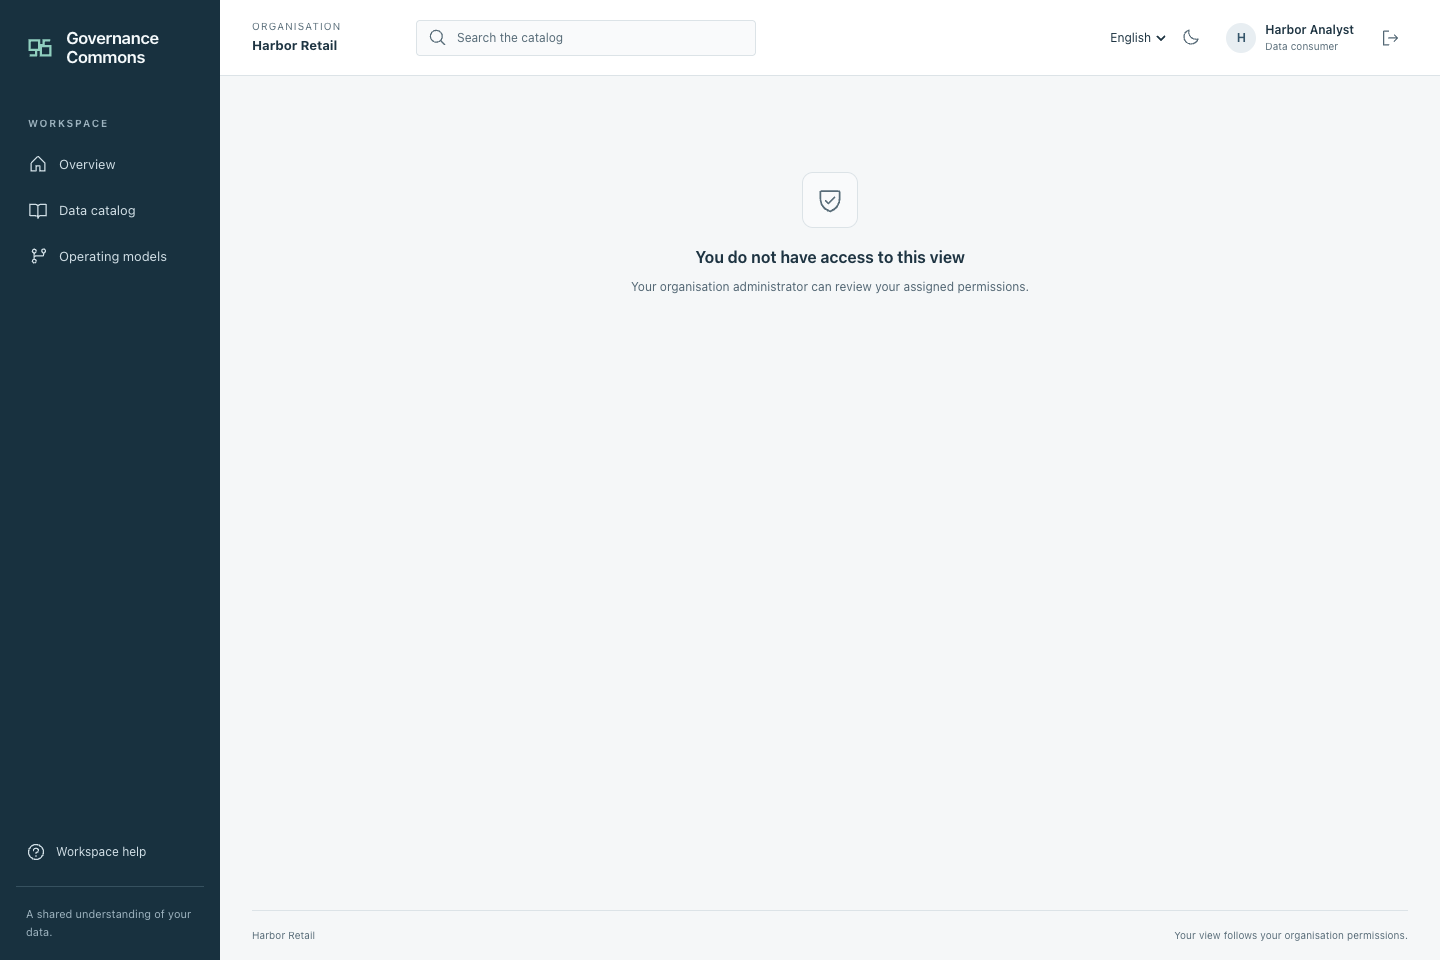 Governance
Commons
WORKSPACE
Overview
Data catalog
Operating models
Workspace help
A shared understanding of your
data.
ORGANISATION
Harbor Retail
Search the catalog
English
H
Harbor Analyst
Data consumer
You do not have access to this view
Your organisation administrator can review your assigned permissions.
Harbor Retail
Your view follows your organisation permissions.